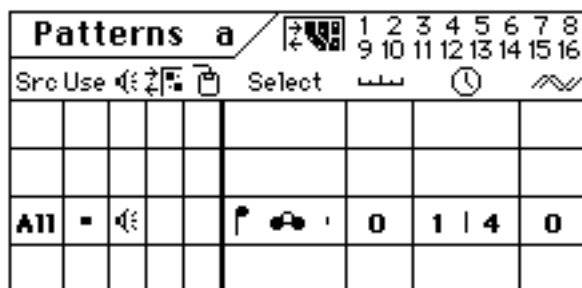 Patterns a
1 2 3 4 5 6 7 8
9 10 11 12 13 14 15 16
Src Use Select
All 0 1 | 4 0